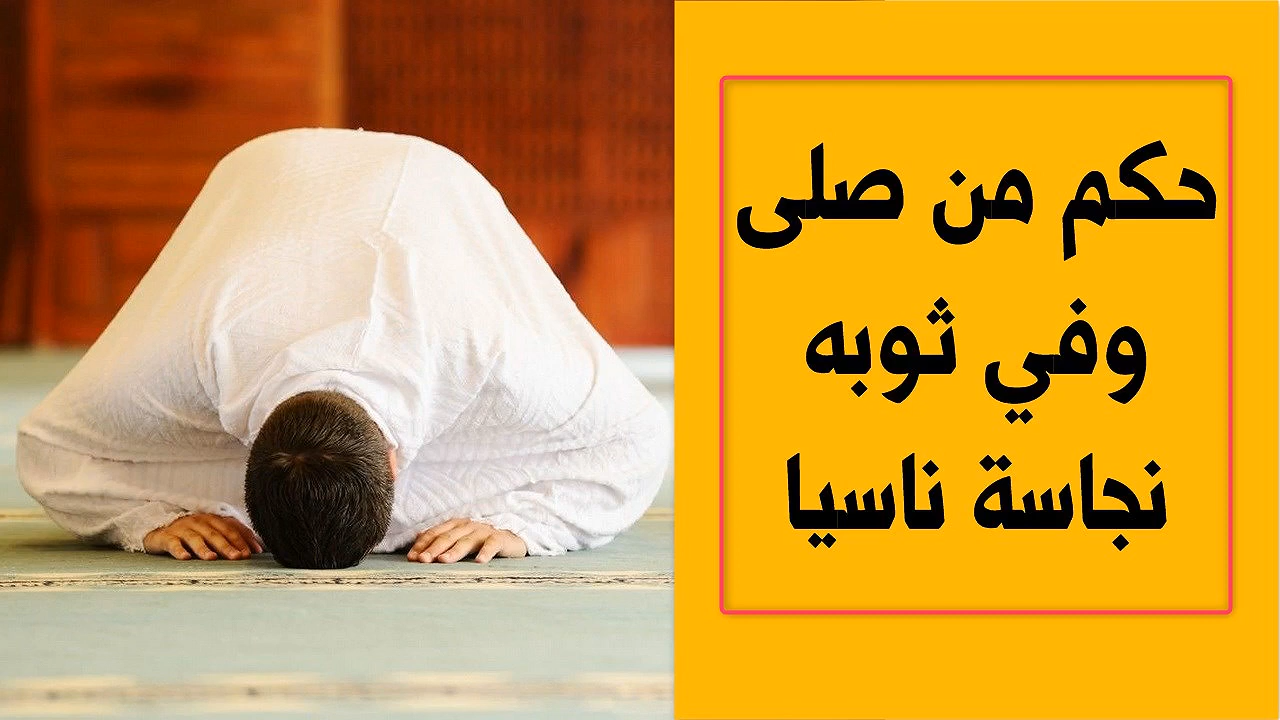 حكم من صلى
وفي ثوبه
نجاسة ناسيا